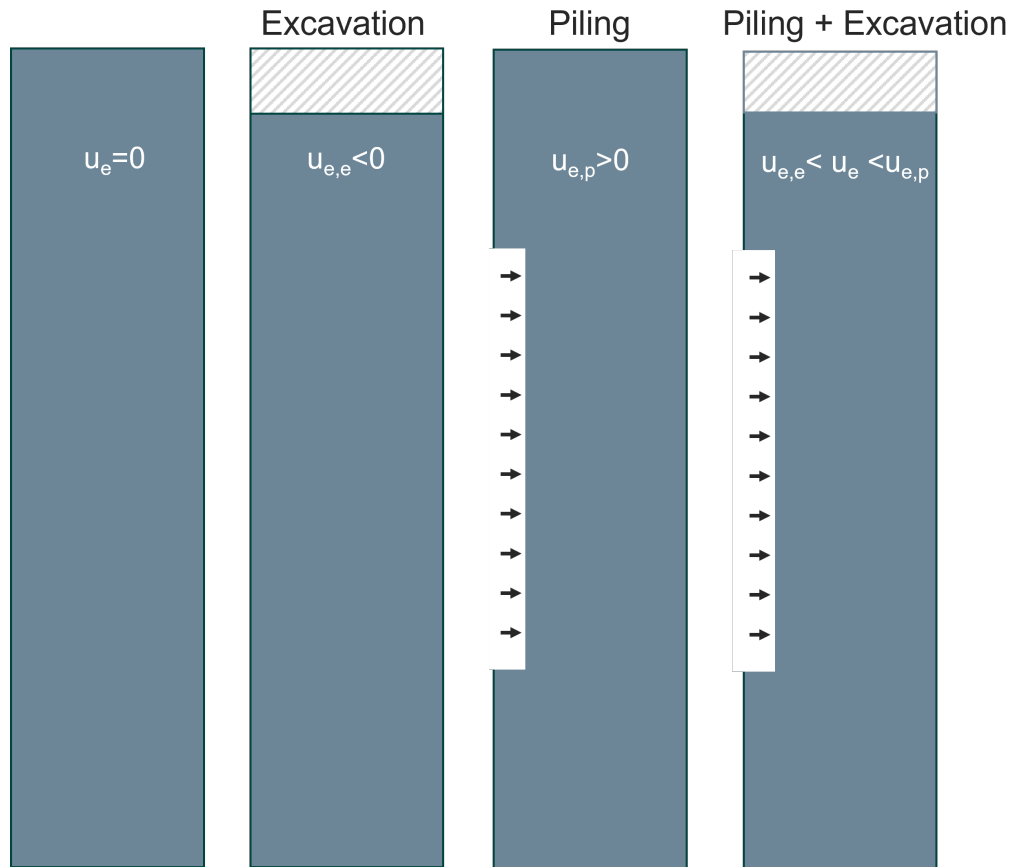 Excavation
Piling
Piling + Excavation
uₑ=0
uₑ,ₑ<0
uₑ,ₚ>0
uₑ,ₑ< uₑ <uₑ,ₚ